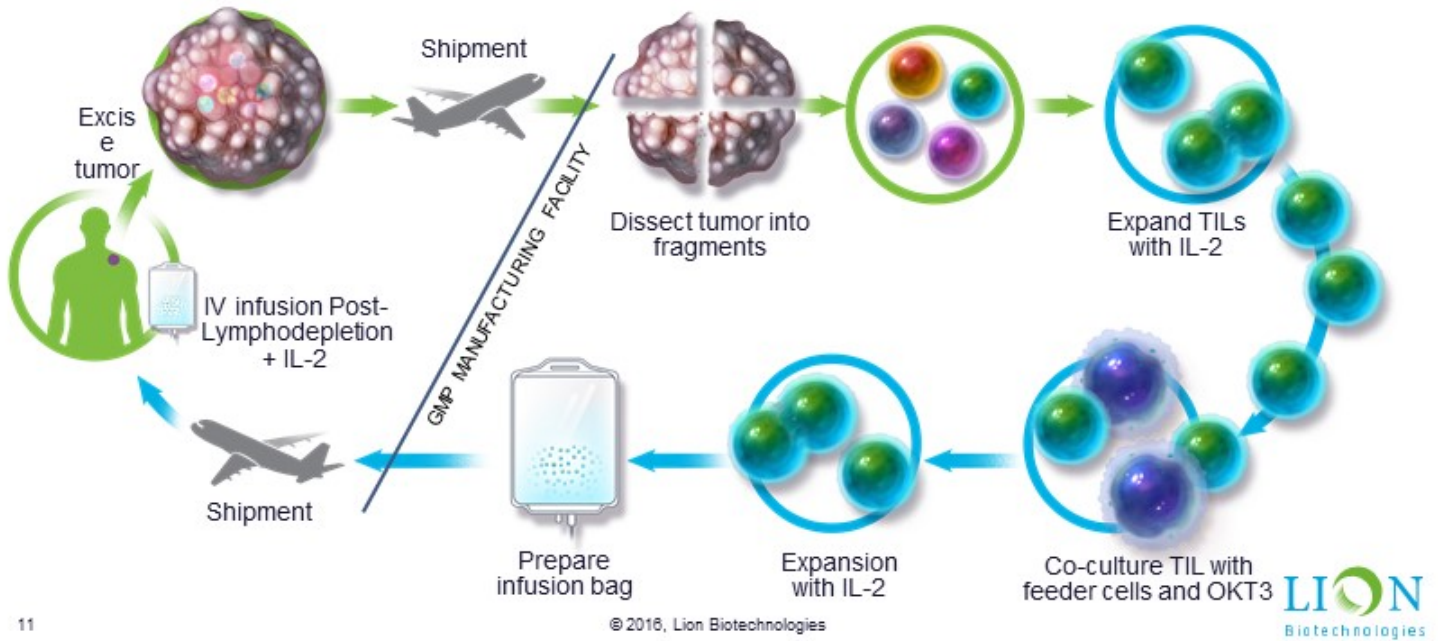 Shipment
Excis
e
tumor
GMP MANUFACTURING FACILITY
Dissect tumor into
fragments
Expand TILs
with IL-2
IV infusion Post-
Lymphodepletion
+ IL-2
Shipment
Prepare
infusion bag
Expansion
with IL-2
Co-culture TIL with
feeder cells and OKT3
LION
Biotechnologies
11
© 2016, Lion Biotechnologies